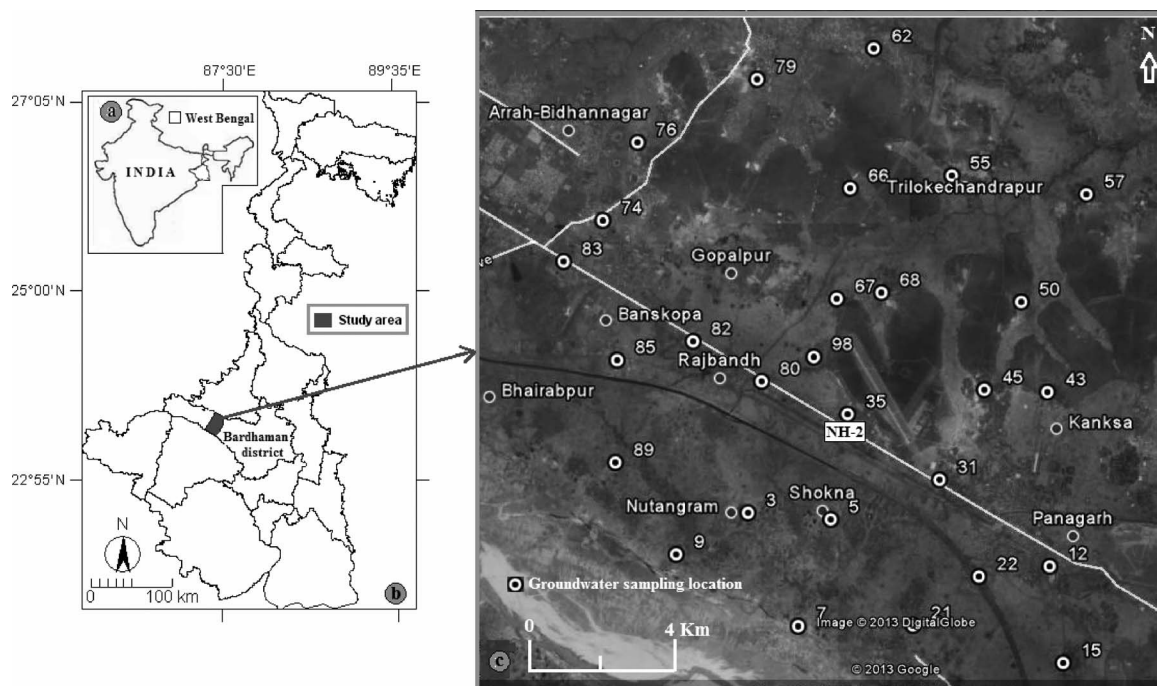 87°30'E
89°35'E
27°05'N
25°00'N
22°55'N
a
West Bengal
INDIA
Study area
Bardhaman
district
N
0
100 km
b
N
62
79
Arrah-Bidhannagar
76
55
66
Trilokechandrapur
57
74
83
Gopalpur
67
68
50
Banskopa
82
98
85
Rajbandh
80
45
43
Bhairabpur
35
NH-2
Kanksa
89
31
Nutangram
3
Shokna
5
Panagarh
9
22
12
Groundwater sampling location
7
21
Image © 2013 DigitalGlobe
0
4 Km
15
c
© 2013 Google